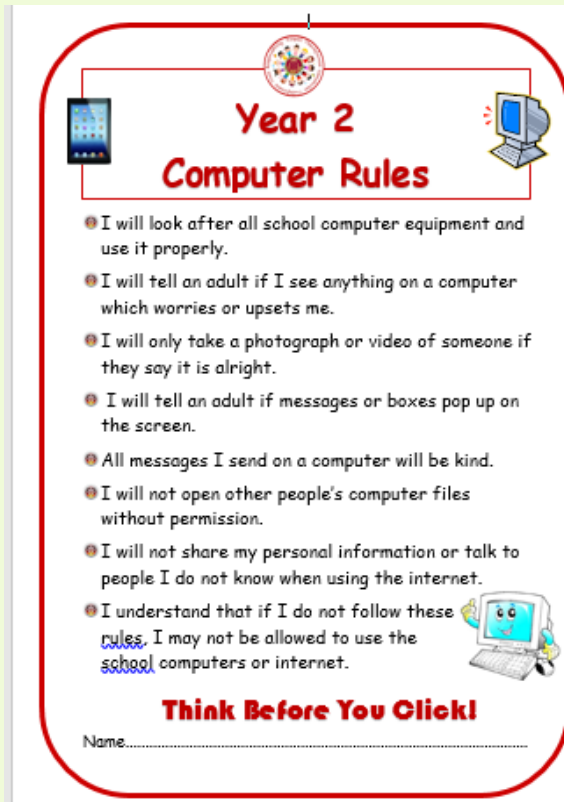 Year 2
Computer Rules
I will look after all school computer equipment and
use it properly.
I will tell an adult if I see anything on a computer
which worries or upsets me.
I will only take a photograph or video of someone if
they say it is alright.
I will tell an adult if messages or boxes pop up on
the screen.
All messages I send on a computer will be kind.
I will not open other people's computer files
without permission.
I will not share my personal information or talk to
people I do not know when using the internet.
I understand that if I do not follow these
rules, I may not be allowed to use the
school computers or internet.
Think Before You Click!
Name......................................................................................................